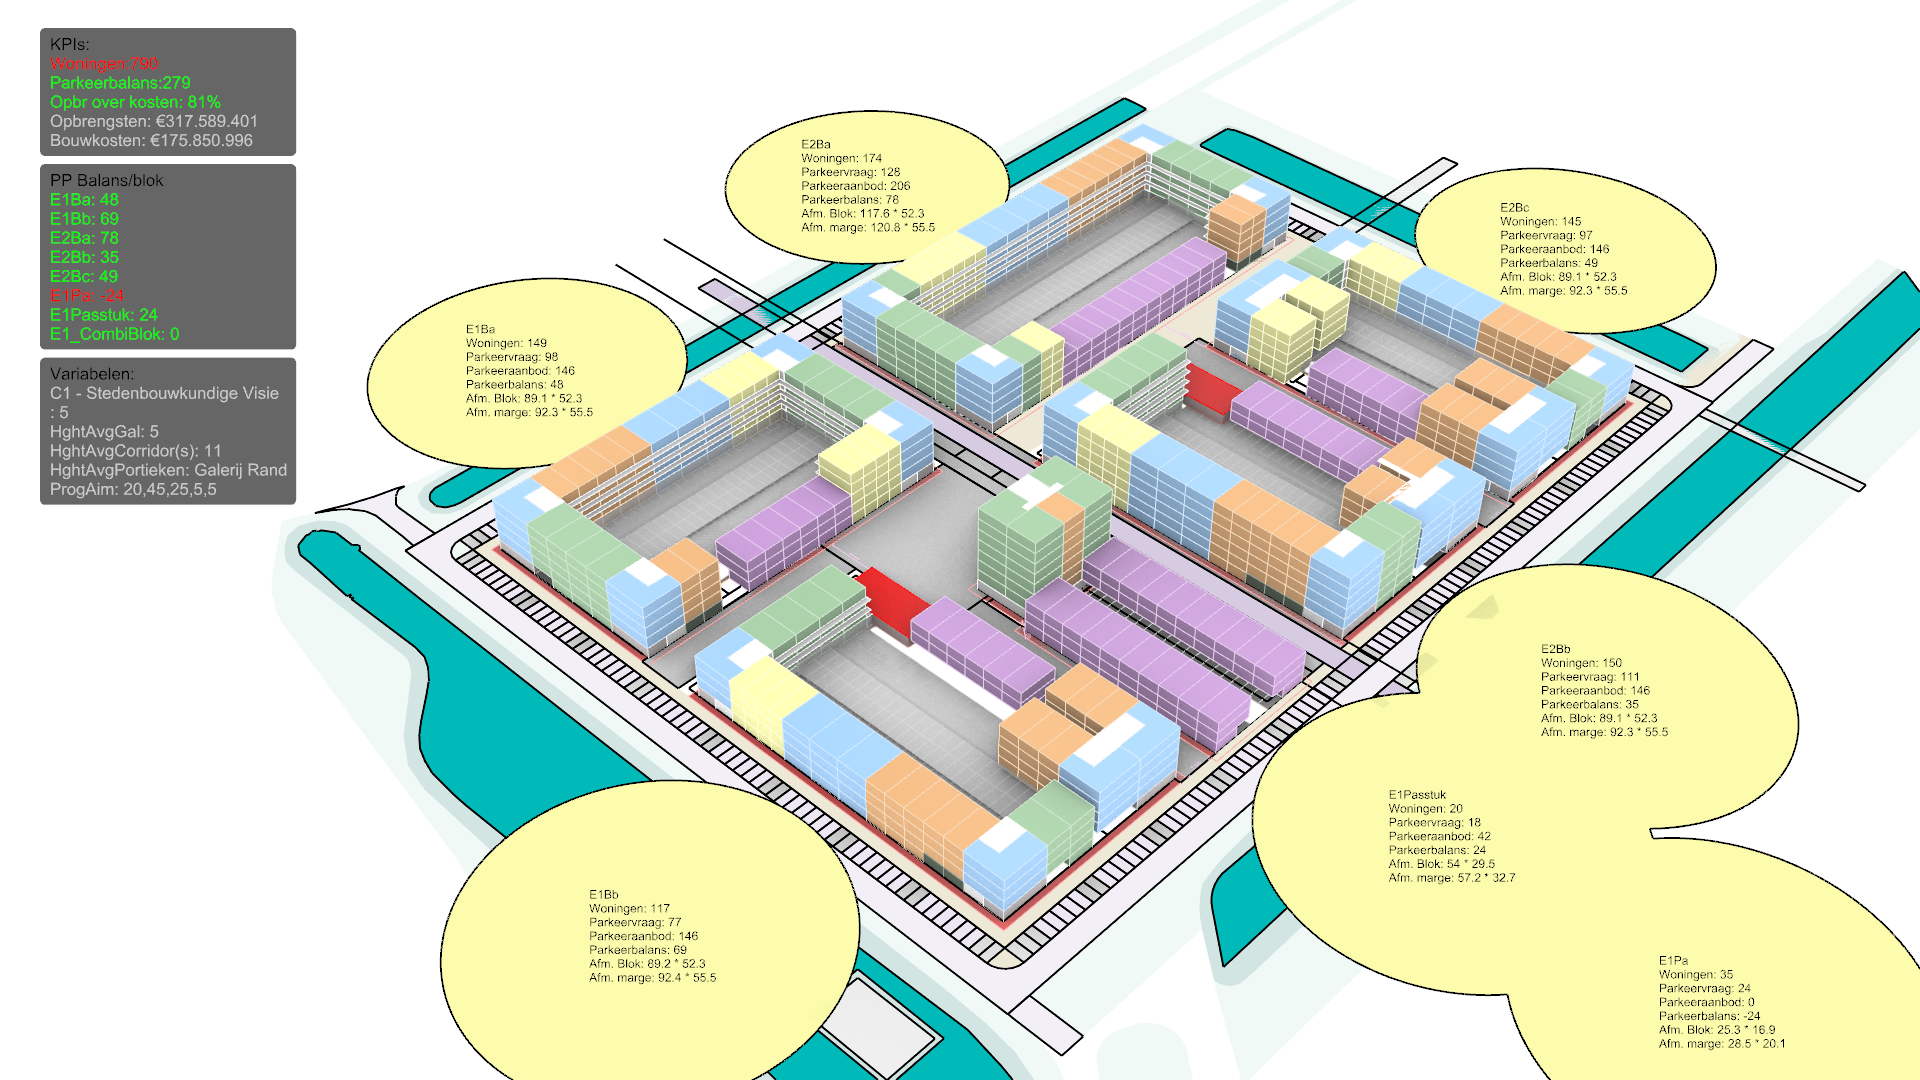 KPIs:
Woningen:790
Parkeerbalans:279
Opbr over kosten: 81%
Opbrengsten: €317.589.401
Bouwkosten: €175.850.996
PP Balans/blok
E1Ba: 48
E1Bb: 69
E2Ba: 78
E2Bb: 35
E2Bc: 49
E1Pa: -24
E1Passtuk: 24
E1_CombiBlok: 0
Variabelen:
C1 - Stedenbouwkundige Visie
: 5
HghtAvgGal: 5
HghtAvgCorridor(s): 11
HghtAvgPortieken: Galerij Rand
ProgAim: 20,45,25,5,5
E2Ba
Woningen: 174
Parkeervraag: 128
Parkeeraanbod: 206
Parkeerbalans: 78
Afm. Blok: 117.6 * 52.3
Afm. marge: 120.8 * 55.5
E2Bc
Woningen: 145
Parkeervraag: 97
Parkeeraanbod: 146
Parkeerbalans: 49
Afm. Blok: 89.1 * 52.3
Afm. marge: 92.3 * 55.5
E1Ba
Woningen: 149
Parkeervraag: 98
Parkeeraanbod: 146
Parkeerbalans: 48
Afm. Blok: 89.1 * 52.3
Afm. marge: 92.3 * 55.5
E2Bb
Woningen: 150
Parkeervraag: 111
Parkeeraanbod: 146
Parkeerbalans: 35
Afm. Blok: 89.1 * 52.3
Afm. marge: 92.3 * 55.5
E1Passtuk
Woningen: 20
Parkeervraag: 18
Parkeeraanbod: 42
Parkeerbalans: 24
Afm. Blok: 54 * 29.5
Afm. marge: 57.2 * 32.7
E1Bb
Woningen: 117
Parkeervraag: 77
Parkeeraanbod: 146
Parkeerbalans: 69
Afm. Blok: 89.2 * 52.3
Afm. marge: 92.4 * 55.5
E1Pa
Woningen: 35
Parkeervraag: 24
Parkeeraanbod: 0
Parkeerbalans: -24
Afm. Blok: 25.3 * 16.9
Afm. marge: 28.5 * 20.1